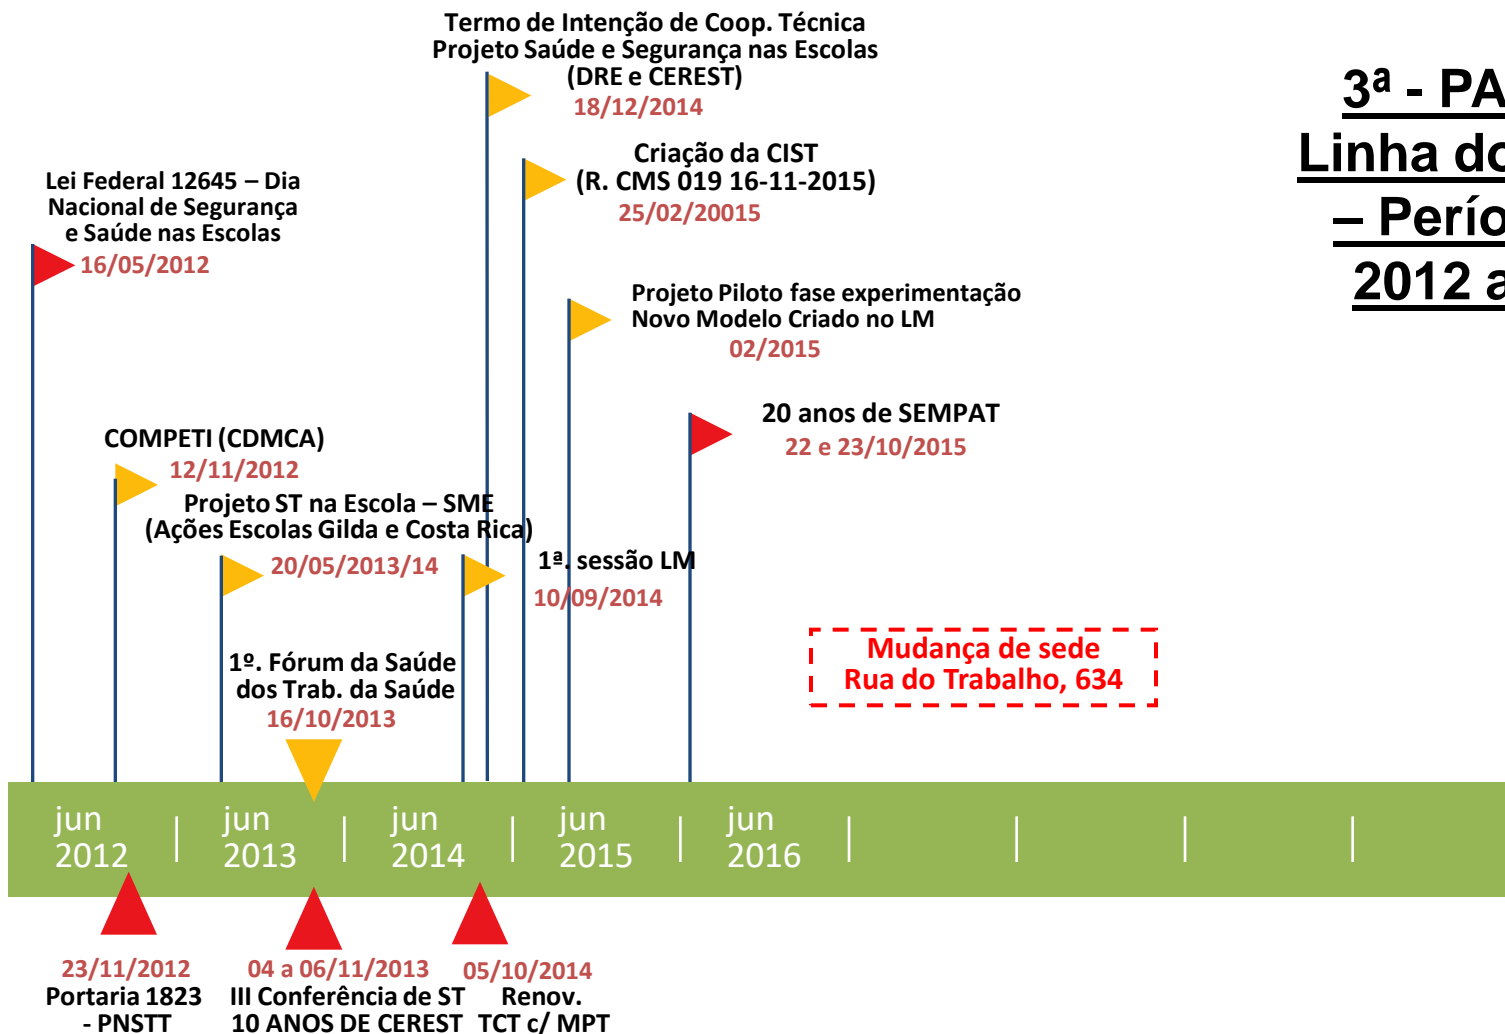 Termo de Intenção de Coop. Técnica
Projeto Saúde e Segurança nas Escolas
(DRE e CEREST)
18/12/2014
3ª - PA
Linha do
– Perío
2012 a
Criação da CIST
(R. CMS 019 16-11-2015)
25/02/20015
Lei Federal 12645 – Dia
Nacional de Segurança
e Saúde nas Escolas
16/05/2012
Projeto Piloto fase experimentação
Novo Modelo Criado no LM
02/2015
20 anos de SEMPAT
22 e 23/10/2015
COMPETI (CDMCA)
12/11/2012
Projeto ST na Escola – SME
(Ações Escolas Gilda e Costa Rica)
20/05/2013/14
1ª. sessão LM
10/09/2014
1º. Fórum da Saúde
dos Trab. da Saúde
16/10/2013
Mudança de sede
Rua do Trabalho, 634
jun
2012
jun
2013
jun
2014
jun
2015
jun
2016
23/11/2012
Portaria 1823
- PNSTT
04 a 06/11/2013
III Conferência de ST
10 ANOS DE CEREST
05/10/2014
Renov.
TCT c/ MPT